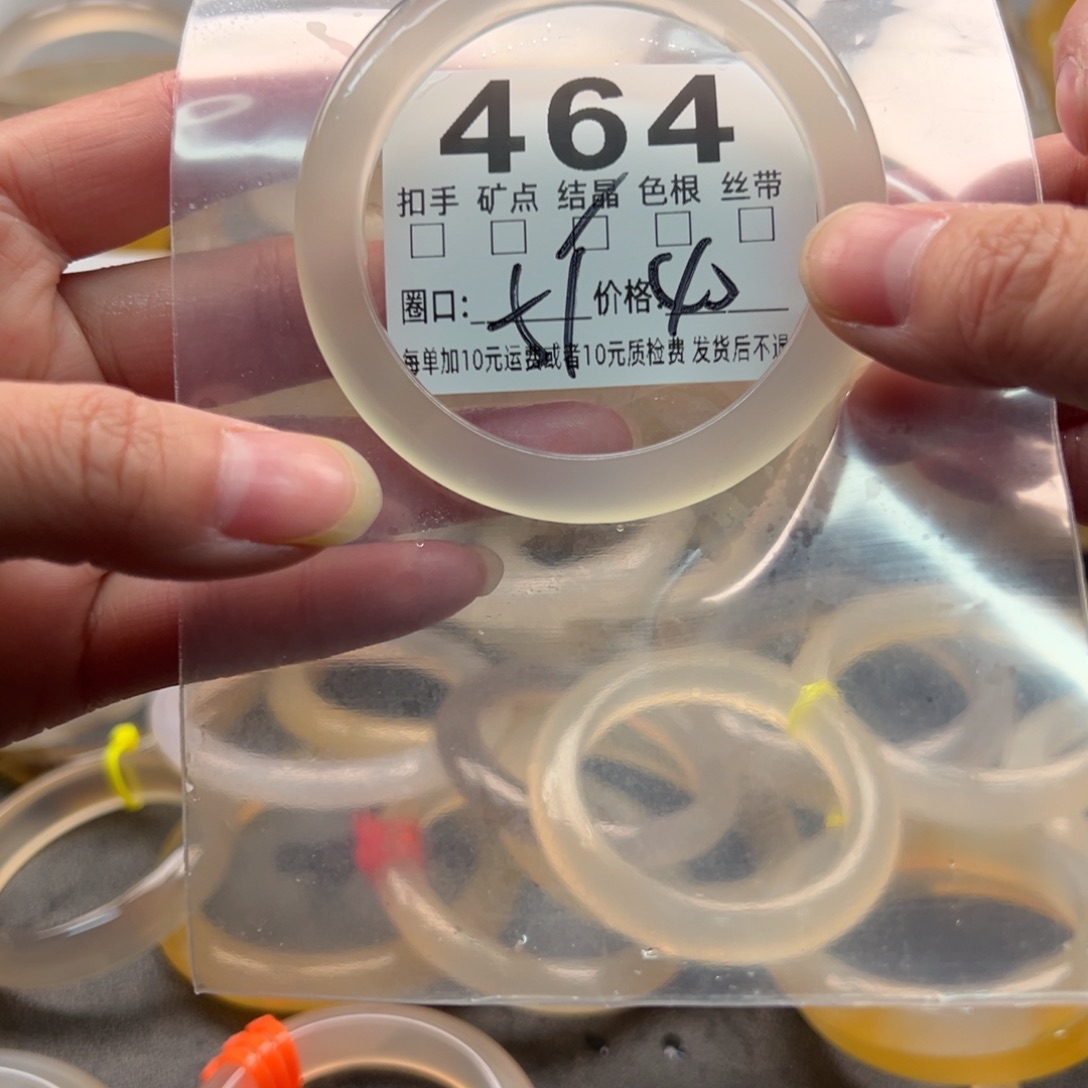 464
扣手 矿点 结晶 色根 丝带
圈口: 价格:
每单加10元运费或者10元质检费 发货后不退